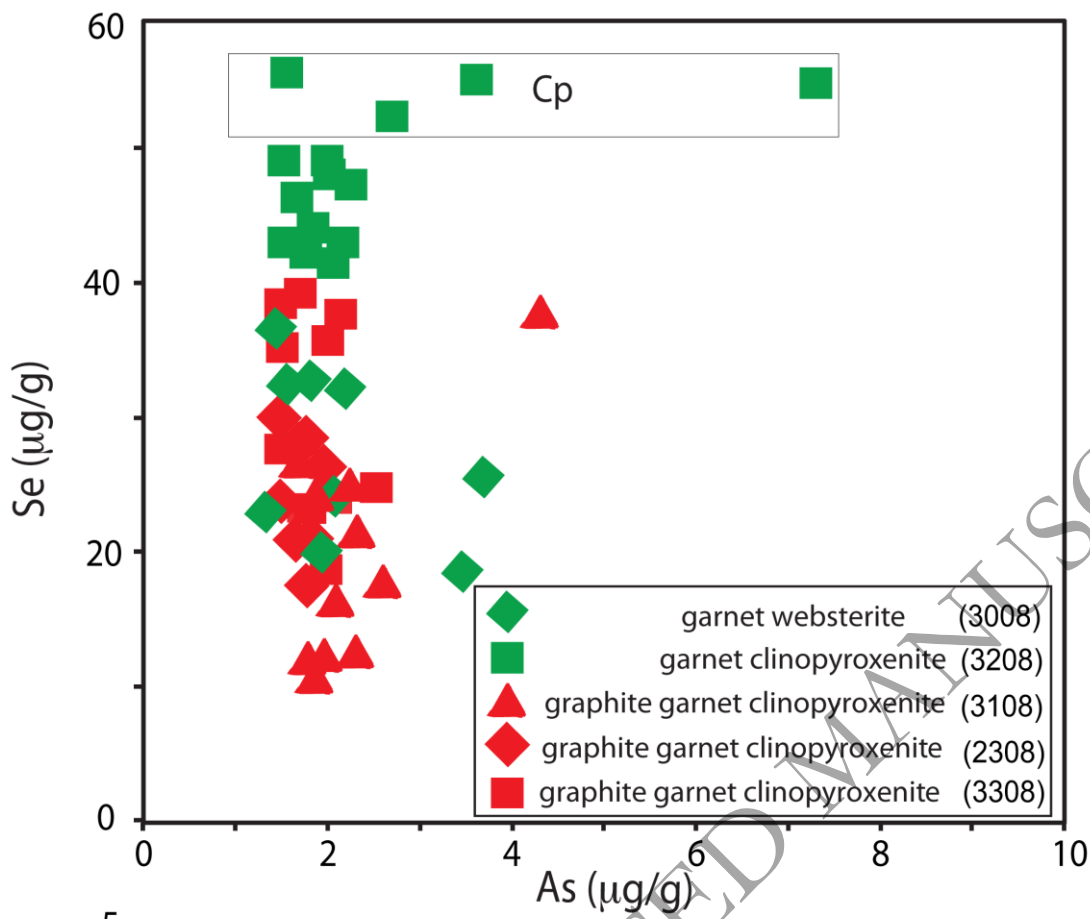 60
Cp
40
Se (µg/g)
20
garnet websterite (3008)
garnet clinopyroxenite (3208)
graphite garnet clinopyroxenite (3108)
graphite garnet clinopyroxenite (2308)
graphite garnet clinopyroxenite (3308)
0
0 2 4 6 8 10
As (µg/g)
5